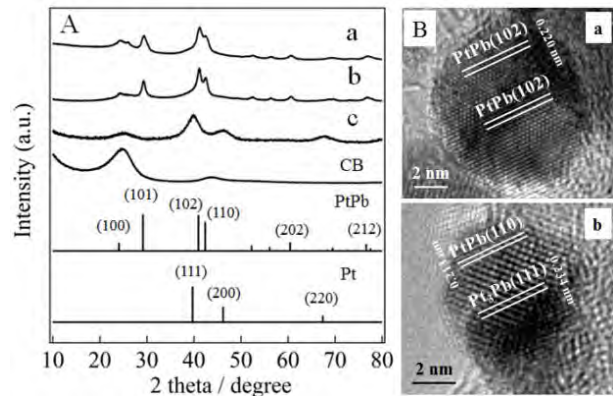 A
a
b
c
CB
PtPb
(100)
(101)
(102)
(110)
(202)
(212)
Pt
(111)
(200)
(220)
10 20 30 40 50 60 70 80
2 theta / degree
Intensity (a.u.)
B
a
PtPb(102)
0.220 nm
PtPb(102)
2 nm
b
PtPb(110)
0.211 nm
PtxPb(111)
0.234 nm
2 nm